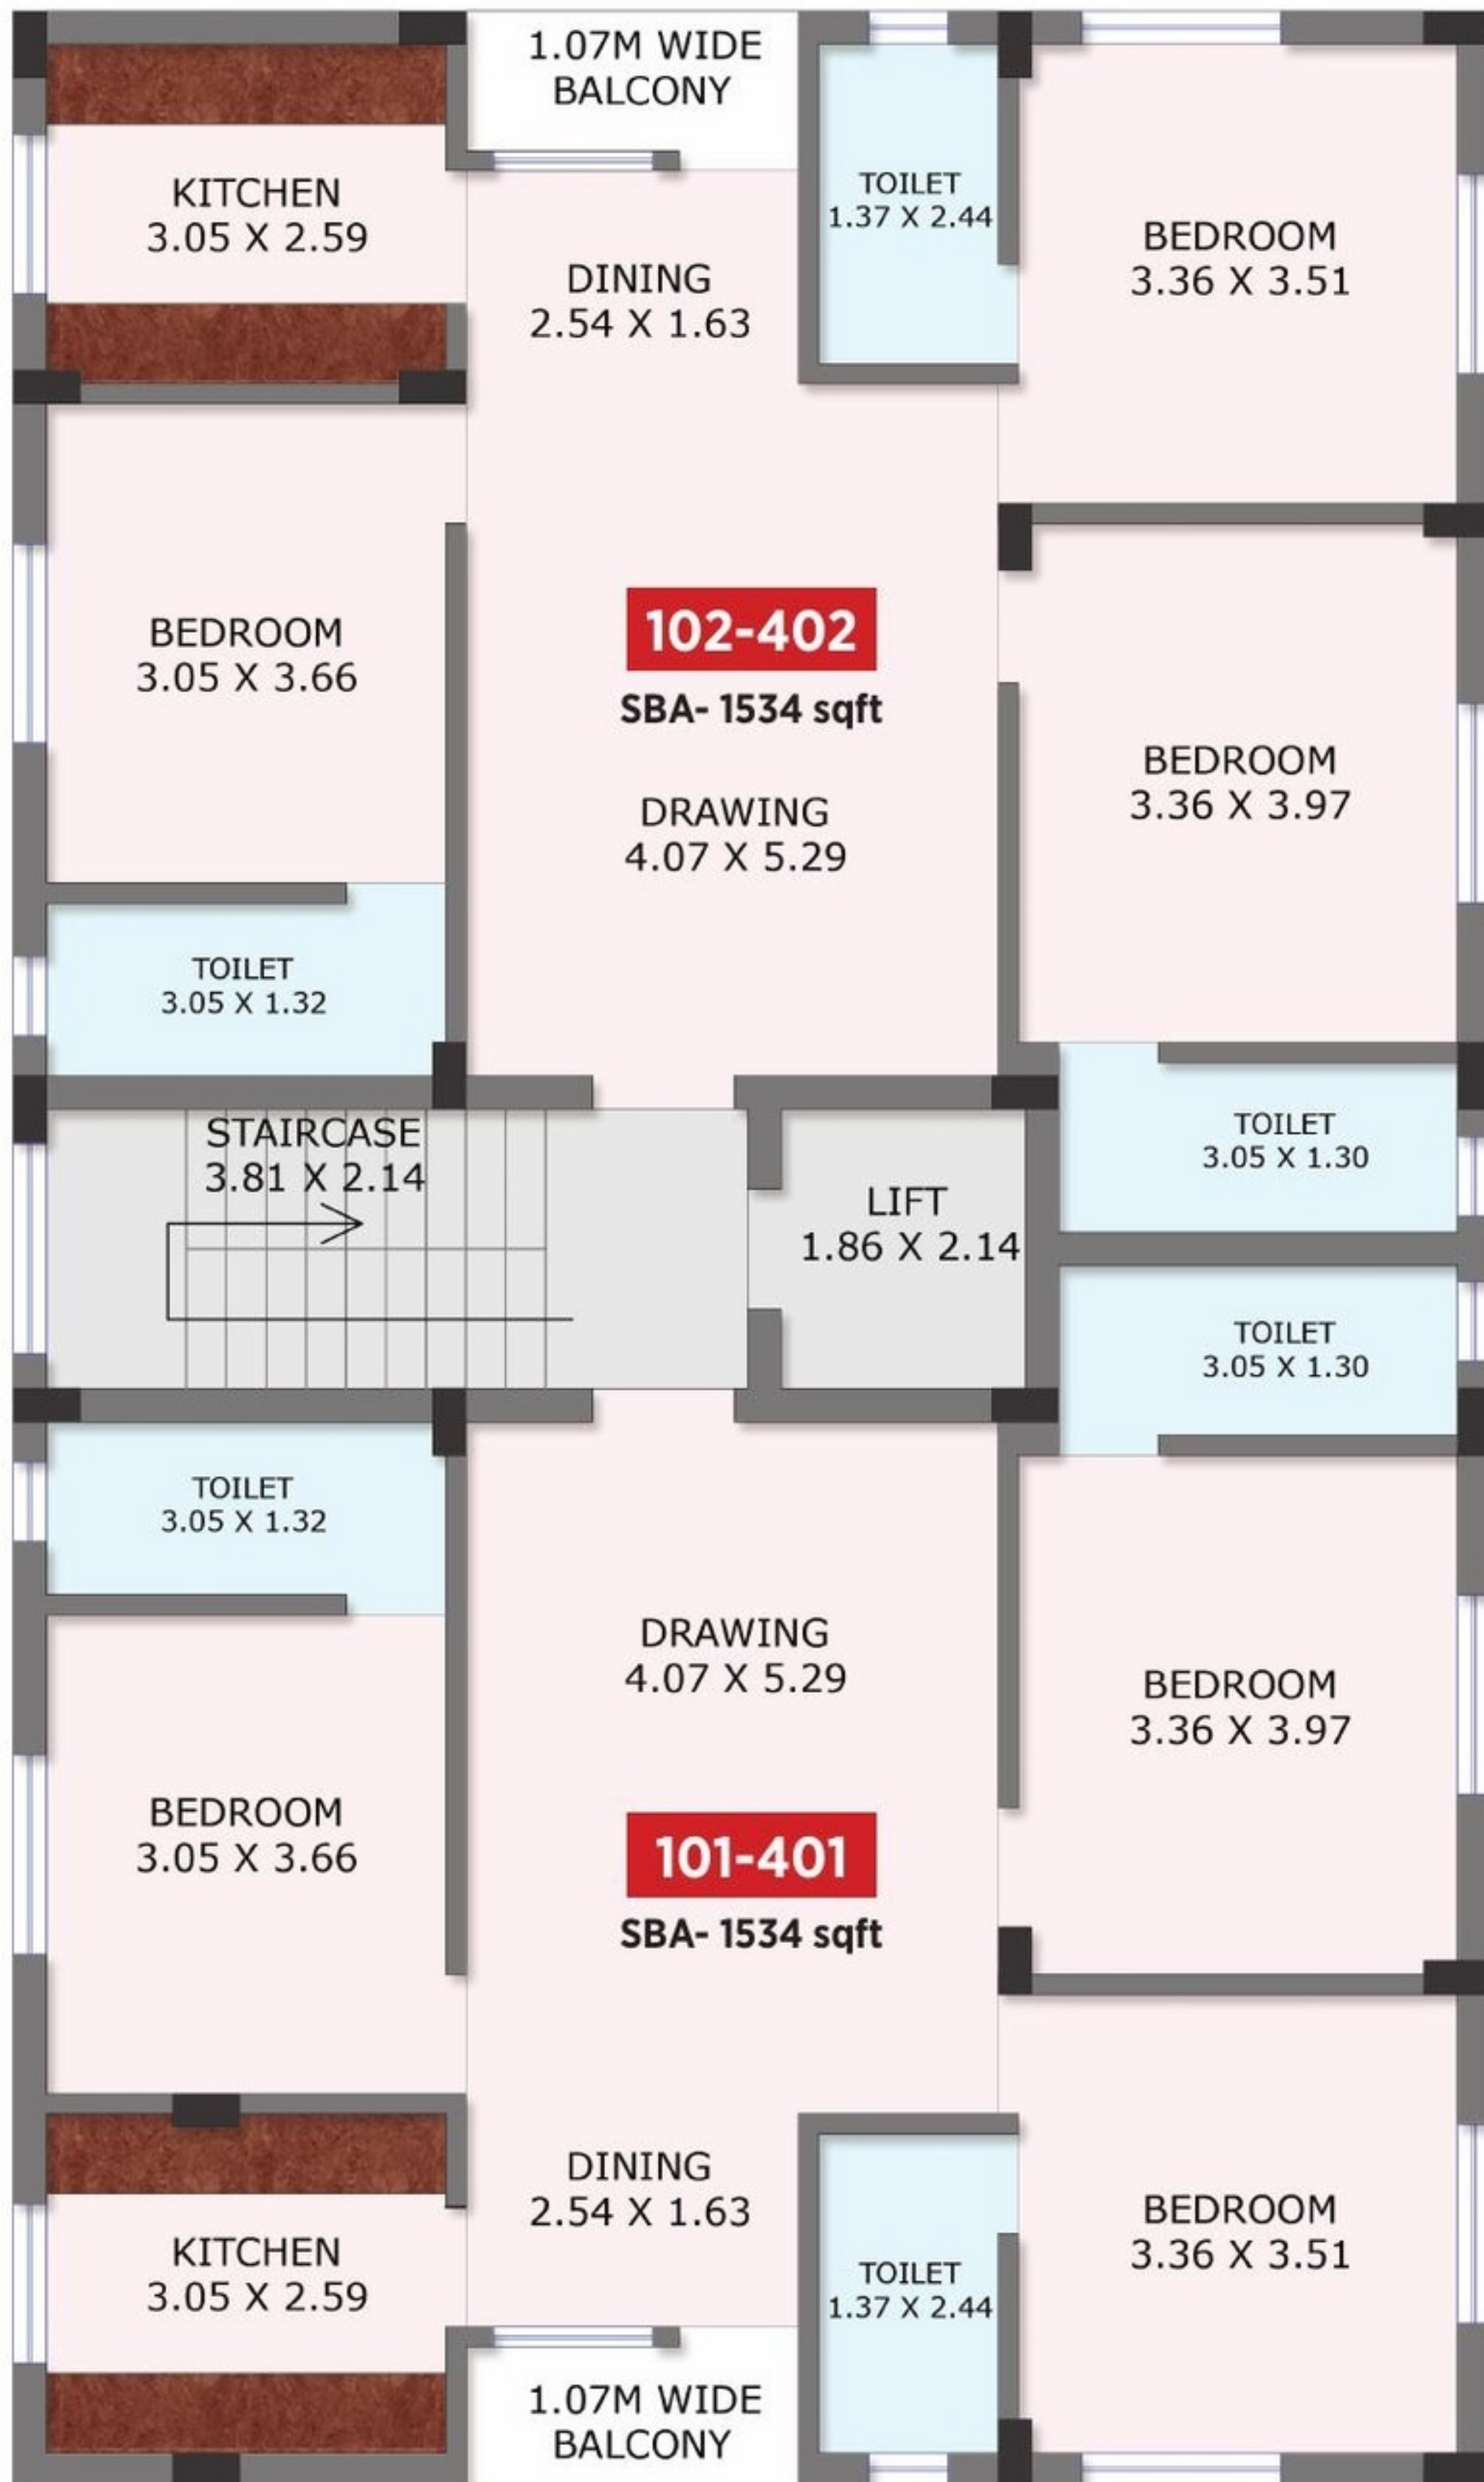 1.07M WIDE
BALCONY
KITCHEN
3.05 X 2.59
TOILET
1.37 X 2.44
BEDROOM
3.36 X 3.51
DINING
2.54 X 1.63
BEDROOM
3.05 X 3.66
102-402
SBA- 1534 sqft
DRAWING
4.07 X 5.29
BEDROOM
3.36 X 3.97
TOILET
3.05 X 1.32
STAIRCASE
3.81 X 2.14
LIFT
1.86 X 2.14
TOILET
3.05 X 1.30
TOILET
3.05 X 1.30
TOILET
3.05 X 1.32
DRAWING
4.07 X 5.29
BEDROOM
3.36 X 3.97
BEDROOM
3.05 X 3.66
101-401
SBA- 1534 sqft
DINING
2.54 X 1.63
BEDROOM
3.36 X 3.51
KITCHEN
3.05 X 2.59
TOILET
1.37 X 2.44
1.07M WIDE
BALCONY